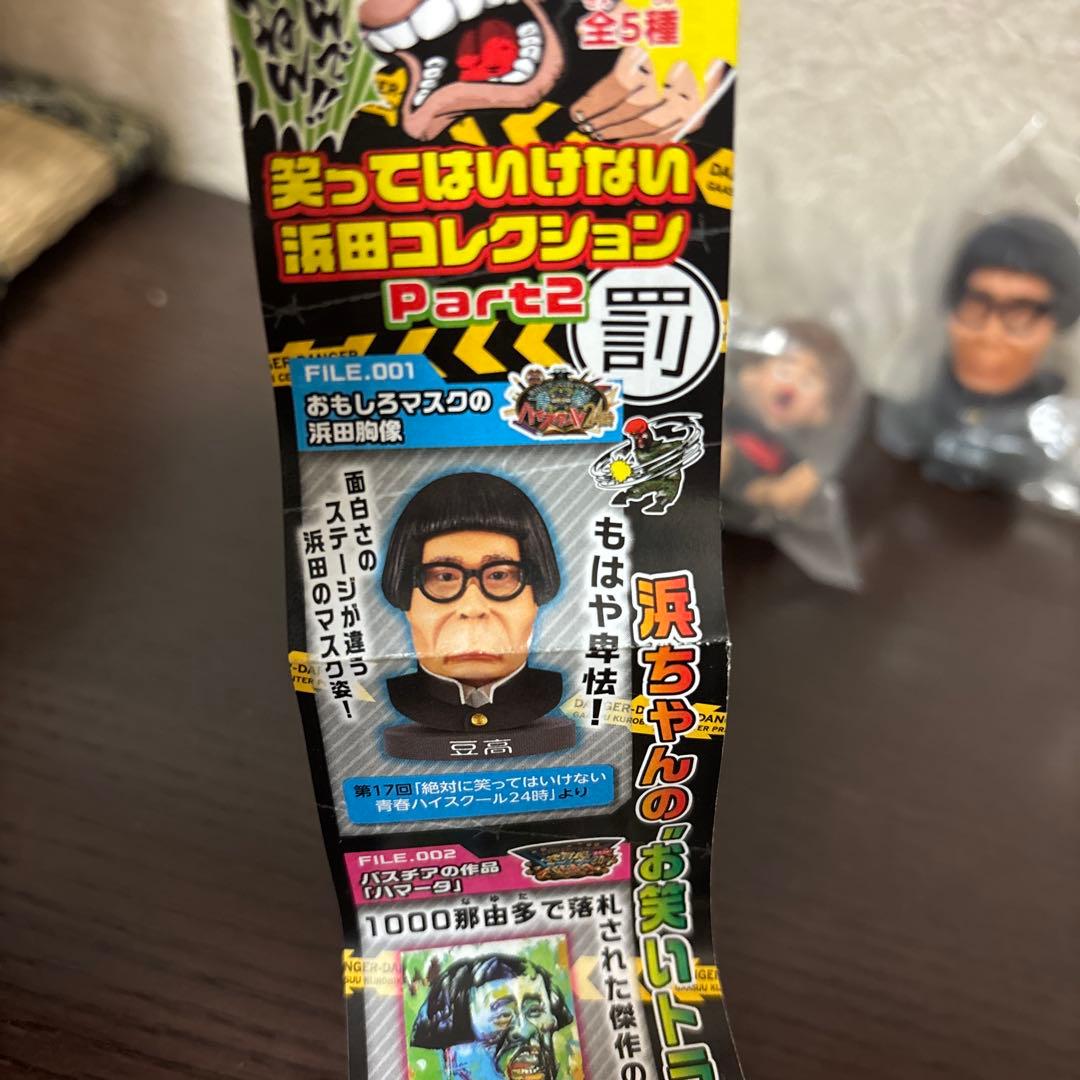 全5種
笑ってはいけない
浜田コレクション
Part2
罰
FILE.001
おもしろマスクの
浜田胸像
面白さの
ステージが違う
浜田のマスク姿!
もはや卑怯!
豆高
第17回「絶対に笑ってはいけない
青春ハイスクール24時」より
浜ちゃんの"お笑いトラ
FILE.002
パスチアの作品
「ハマータ」
1000那由多で落札
された傑作の
なゆた